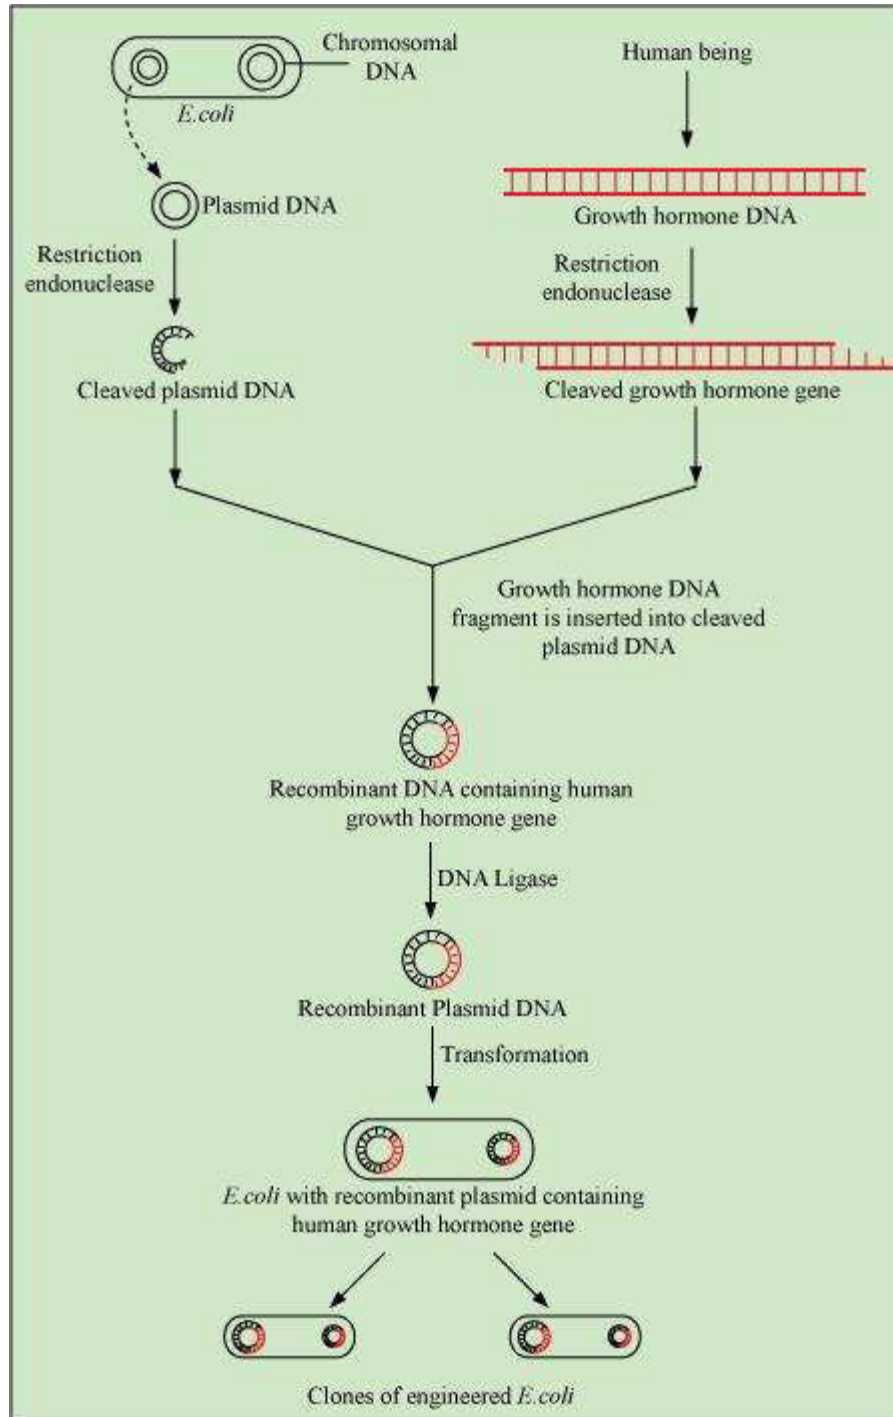 Chromosomal
DNA
E.coli
Human being
Plasmid DNA
Growth hormone DNA
Restriction
endonuclease
Restriction
endonuclease
Cleaved plasmid DNA
Cleaved growth hormone gene
Growth hormone DNA
fragment is inserted into cleaved
plasmid DNA
Recombinant DNA containing human
growth hormone gene
DNA Ligase
Recombinant Plasmid DNA
Transformation
E.coli with recombinant plasmid containing
human growth hormone gene
Clones of engineered E.coli